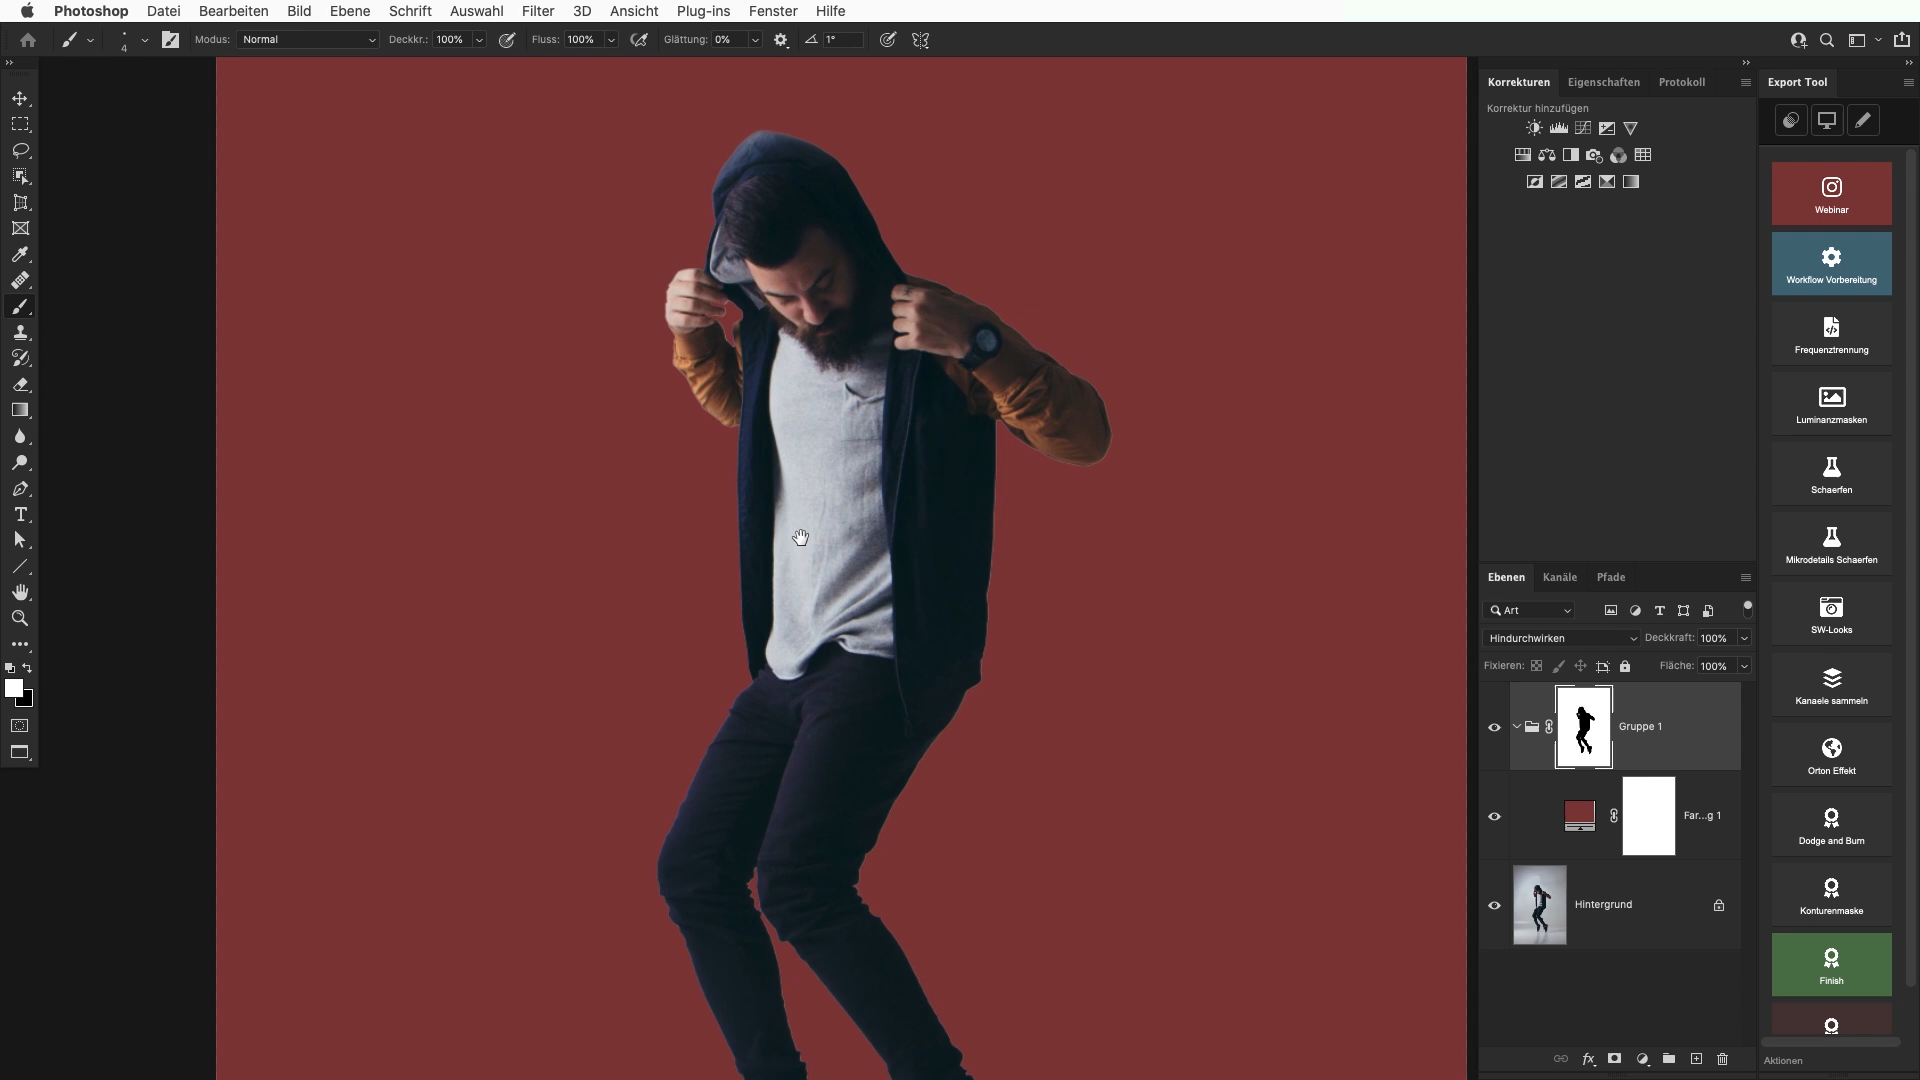 Photoshop Datei Bearbeiten Bild Ebene Schrift Auswahl Filter 3D Ansicht Plug-ins Fenster Hilfe
4 Modus: Normal Deckkr.: 100% Fluss: 100% Glättung: 0% 1°
Korrekturen Eigenschaften Protokoll
Korrektur hinzufügen
Export Tool
Webinar
Workflow Vorbereitung
Frequenztrennung
Luminanzmasken
Schaerfen
Mikrodetails Schaerfen
SW-Looks
Kanaele sammeln
Orton Effekt
Dodge and Burn
Konturenmaske
Finish
Aktionen
Ebenen Kanäle Pfade
Art
Hindurchwirken Deckkraft: 100%
Fixieren: Fläche: 100%
Gruppe 1
Far...g 1
Hintergrund
fx